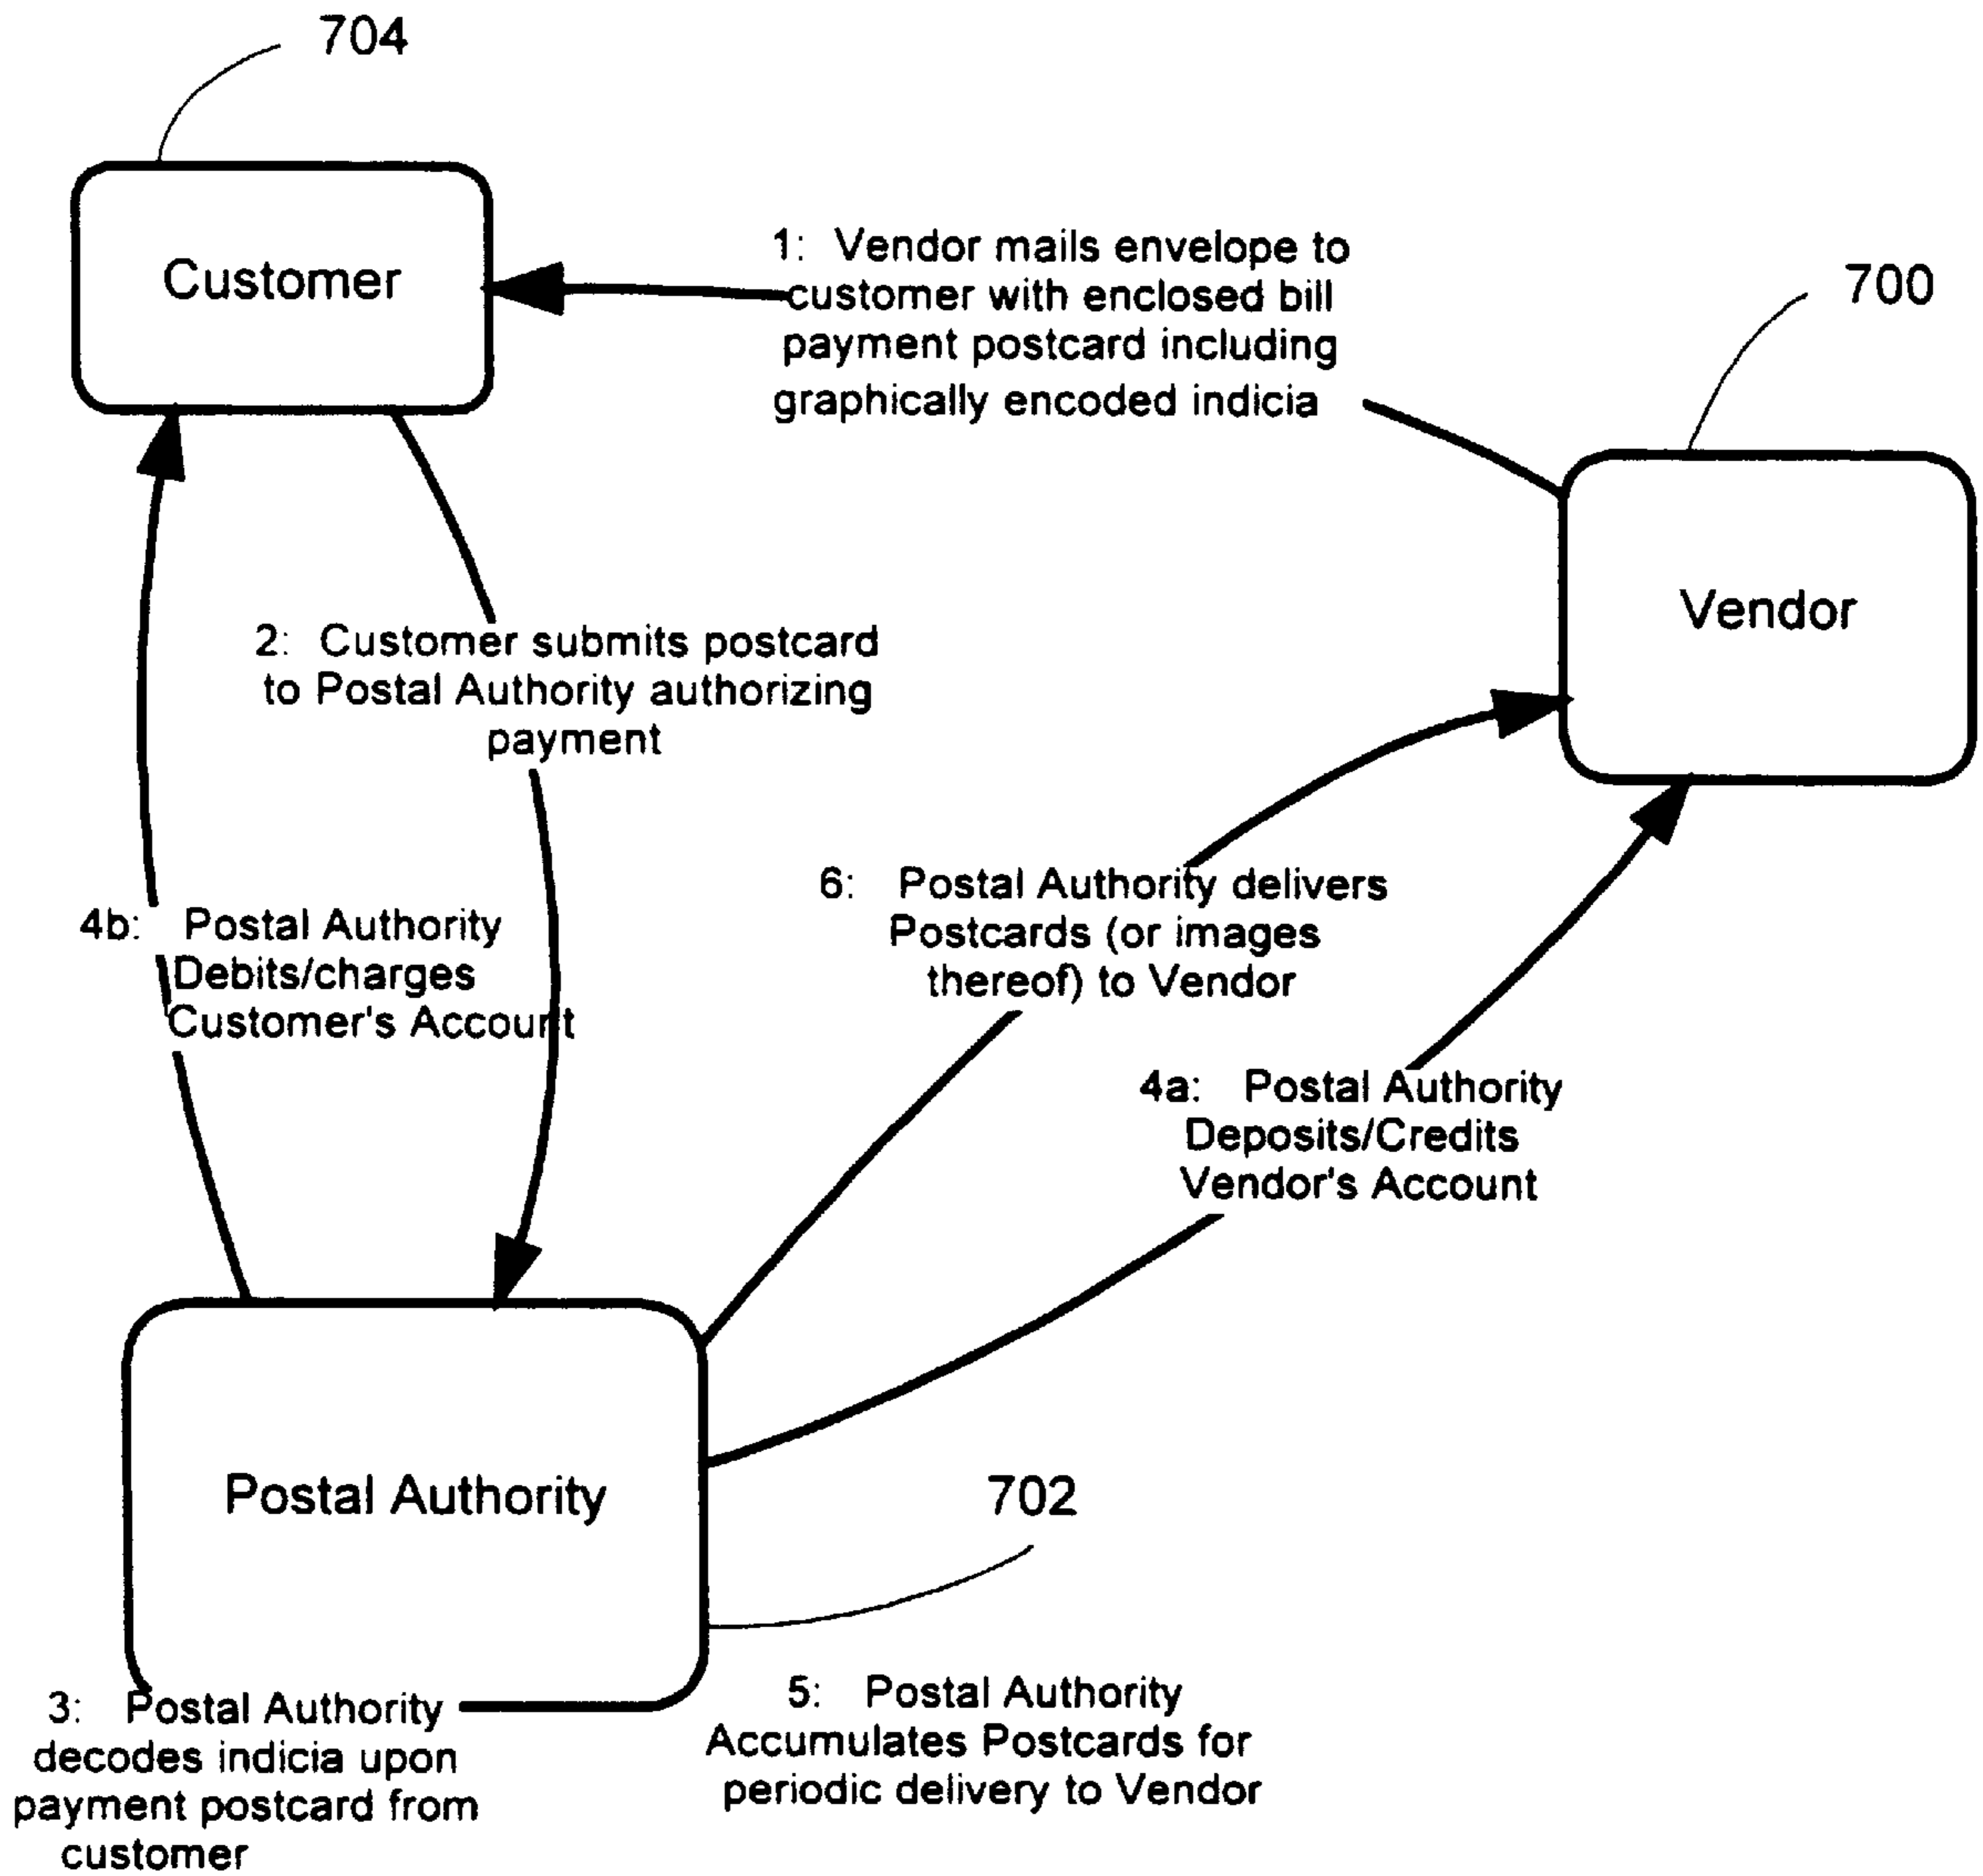 704
Customer
1: Vendor mails envelope to
customer with enclosed bill
payment postcard including
graphically encoded indicia
700
Vendor
2: Customer submits postcard
to Postal Authority authorizing
payment
4b: Postal Authority
Debits/charges
Customer's Account
6: Postal Authority delivers
Postcards (or images
thereof) to Vendor
4a: Postal Authority
Deposits/Credits
Vendor's Account
Postal Authority
702
3: Postal Authority
decodes indicia upon
payment postcard from
customer
5: Postal Authority
Accumulates Postcards for
periodic delivery to Vendor